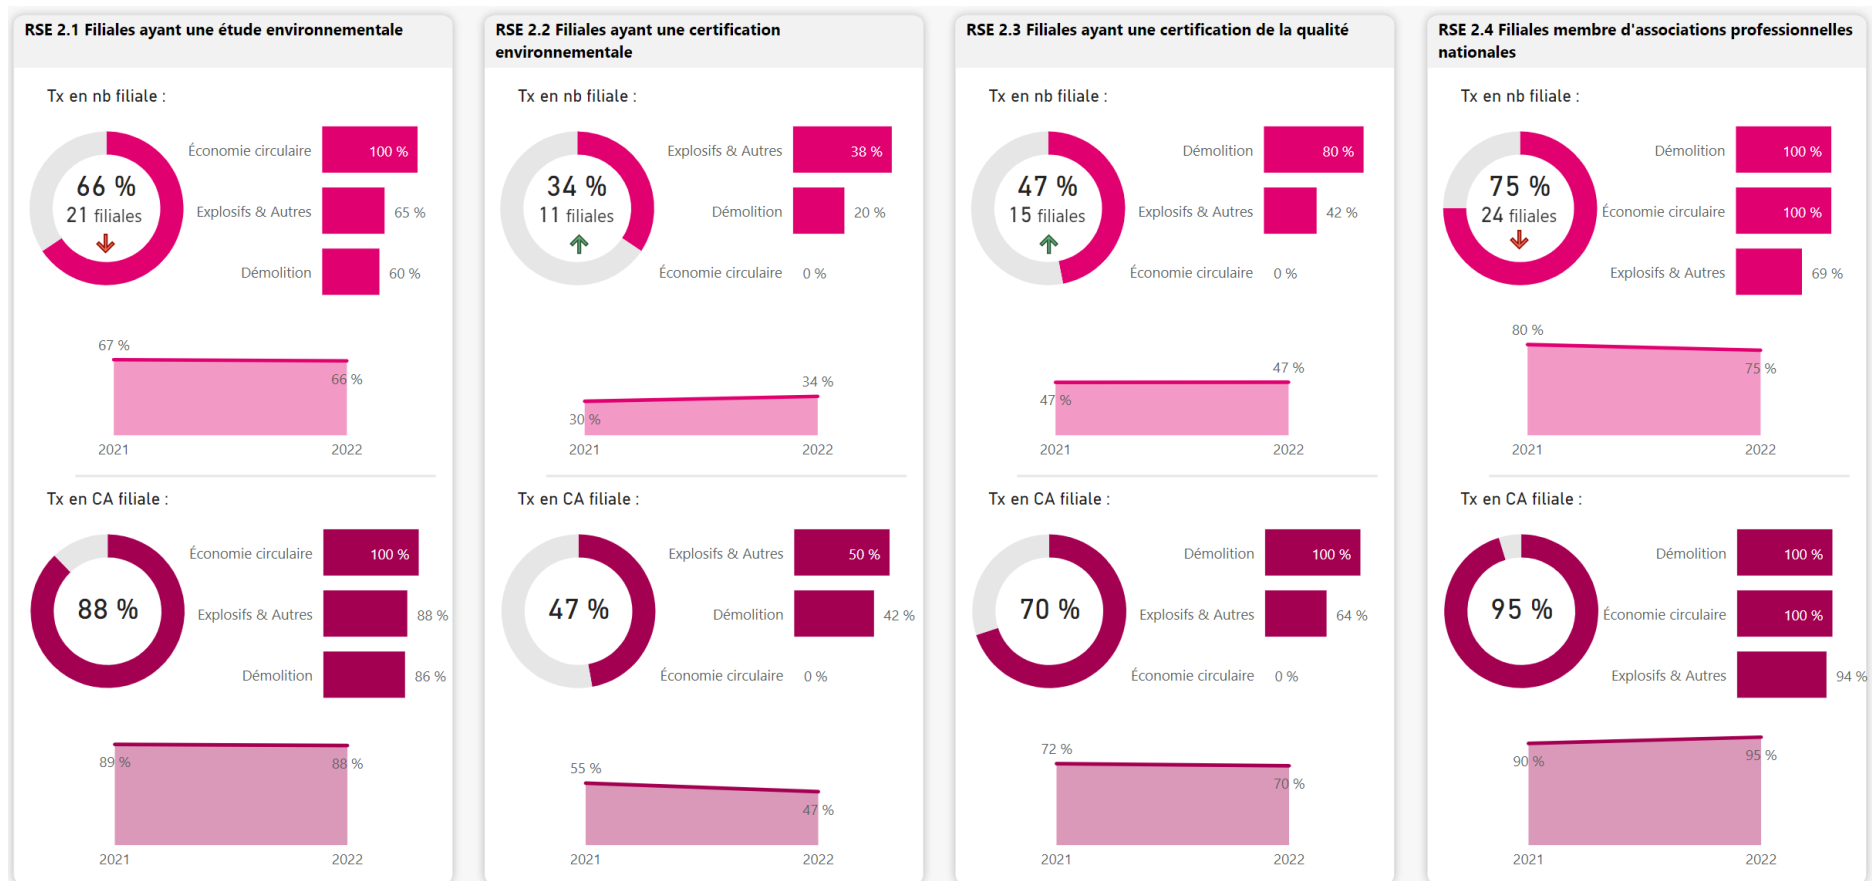 RSE 2.1 Filiales ayant une étude environnementale
Tx en nb filiale :
66 %
21 filiales
Économie circulaire 100 %
Explosifs & Autres 65 %
Démolition 60 %
67 %
66 %
2021 2022
Tx en CA filiale :
88 %
Économie circulaire 100 %
Explosifs & Autres 88 %
Démolition 86 %
89 %
88 %
2021 2022
RSE 2.2 Filiales ayant une certification
environnementale
Tx en nb filiale :
34 %
11 filiales
Explosifs & Autres 38 %
Démolition 20 %
Économie circulaire 0 %
34 %
30 %
2021 2022
Tx en CA filiale :
47 %
Explosifs & Autres 50 %
Démolition 42 %
Économie circulaire 0 %
55 %
47 %
2021 2022
RSE 2.3 Filiales ayant une certification de la qualité
Tx en nb filiale :
47 %
15 filiales
Démolition 80 %
Explosifs & Autres 42 %
Économie circulaire 0 %
47 %
47 %
2021 2022
Tx en CA filiale :
70 %
Démolition 100 %
Explosifs & Autres 64 %
Économie circulaire 0 %
72 %
70 %
2021 2022
RSE 2.4 Filiales membre d'associations professionnelles
nationales
Tx en nb filiale :
75 %
24 filiales
Démolition 100 %
Économie circulaire 100 %
Explosifs & Autres 69 %
80 %
75 %
2021 2022
Tx en CA filiale :
95 %
Démolition 100 %
Économie circulaire 100 %
Explosifs & Autres 94 %
90 %
95 %
2021 2022